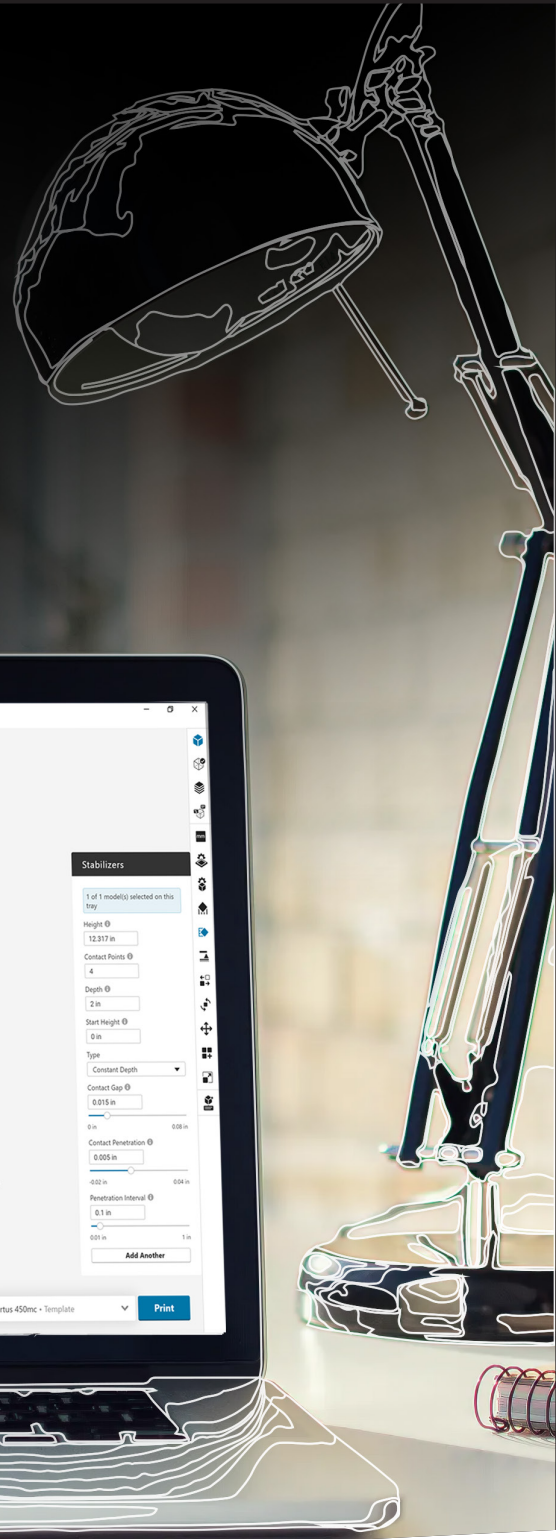 Stabilizers
1 of 1 model(s) selected on this
tray
Height
12.317 in
Contact Points
4
Depth
2 in
Start Height
0 in
Type
Constant Depth
Contact Gap
0.015 in
0 in 0.06 in
Contact Penetration
0.005 in
-0.02 in 0.04 in
Penetration Interval
0.1 in
0.01 in 1 in
Add Another
rtus 450mc • Template
Print